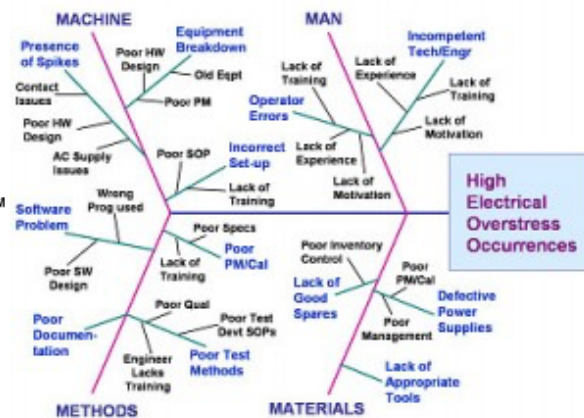 MACHINE
MAN
Presence
of Spikes
Poor HW
Design
Equipment
Breakdown
Old Eqpt
Poor PM
Contact
Issues
Poor HW
Design
AC Supply
Issues
Poor SOP
Incorrect
Set-up
Lack of
Training
Lack of
Training
Lack of
Experience
Incompetent
Tech/Engr
Operator
Errors
Lack of
Training
Lack of
Motivation
Lack of
Experience
Lack of
Motivation
High
Electrical
Overstress
Occurrences
M
Software
Problem
Wrong
Prog used
Poor SW
Design
Poor Specs
Lack of
Training
Poor
PM/Cal
Poor
Documen-
tation
Poor Qual
Poor Test
Devt SOPs
Engineer
Lacks
Training
Poor Test
Methods
Poor Inventory
Control
Lack of
Good
Spares
Poor
PM/Cal
Defective
Power
Supplies
Poor
Management
Lack of
Appropriate
Tools
METHODS
MATERIALS